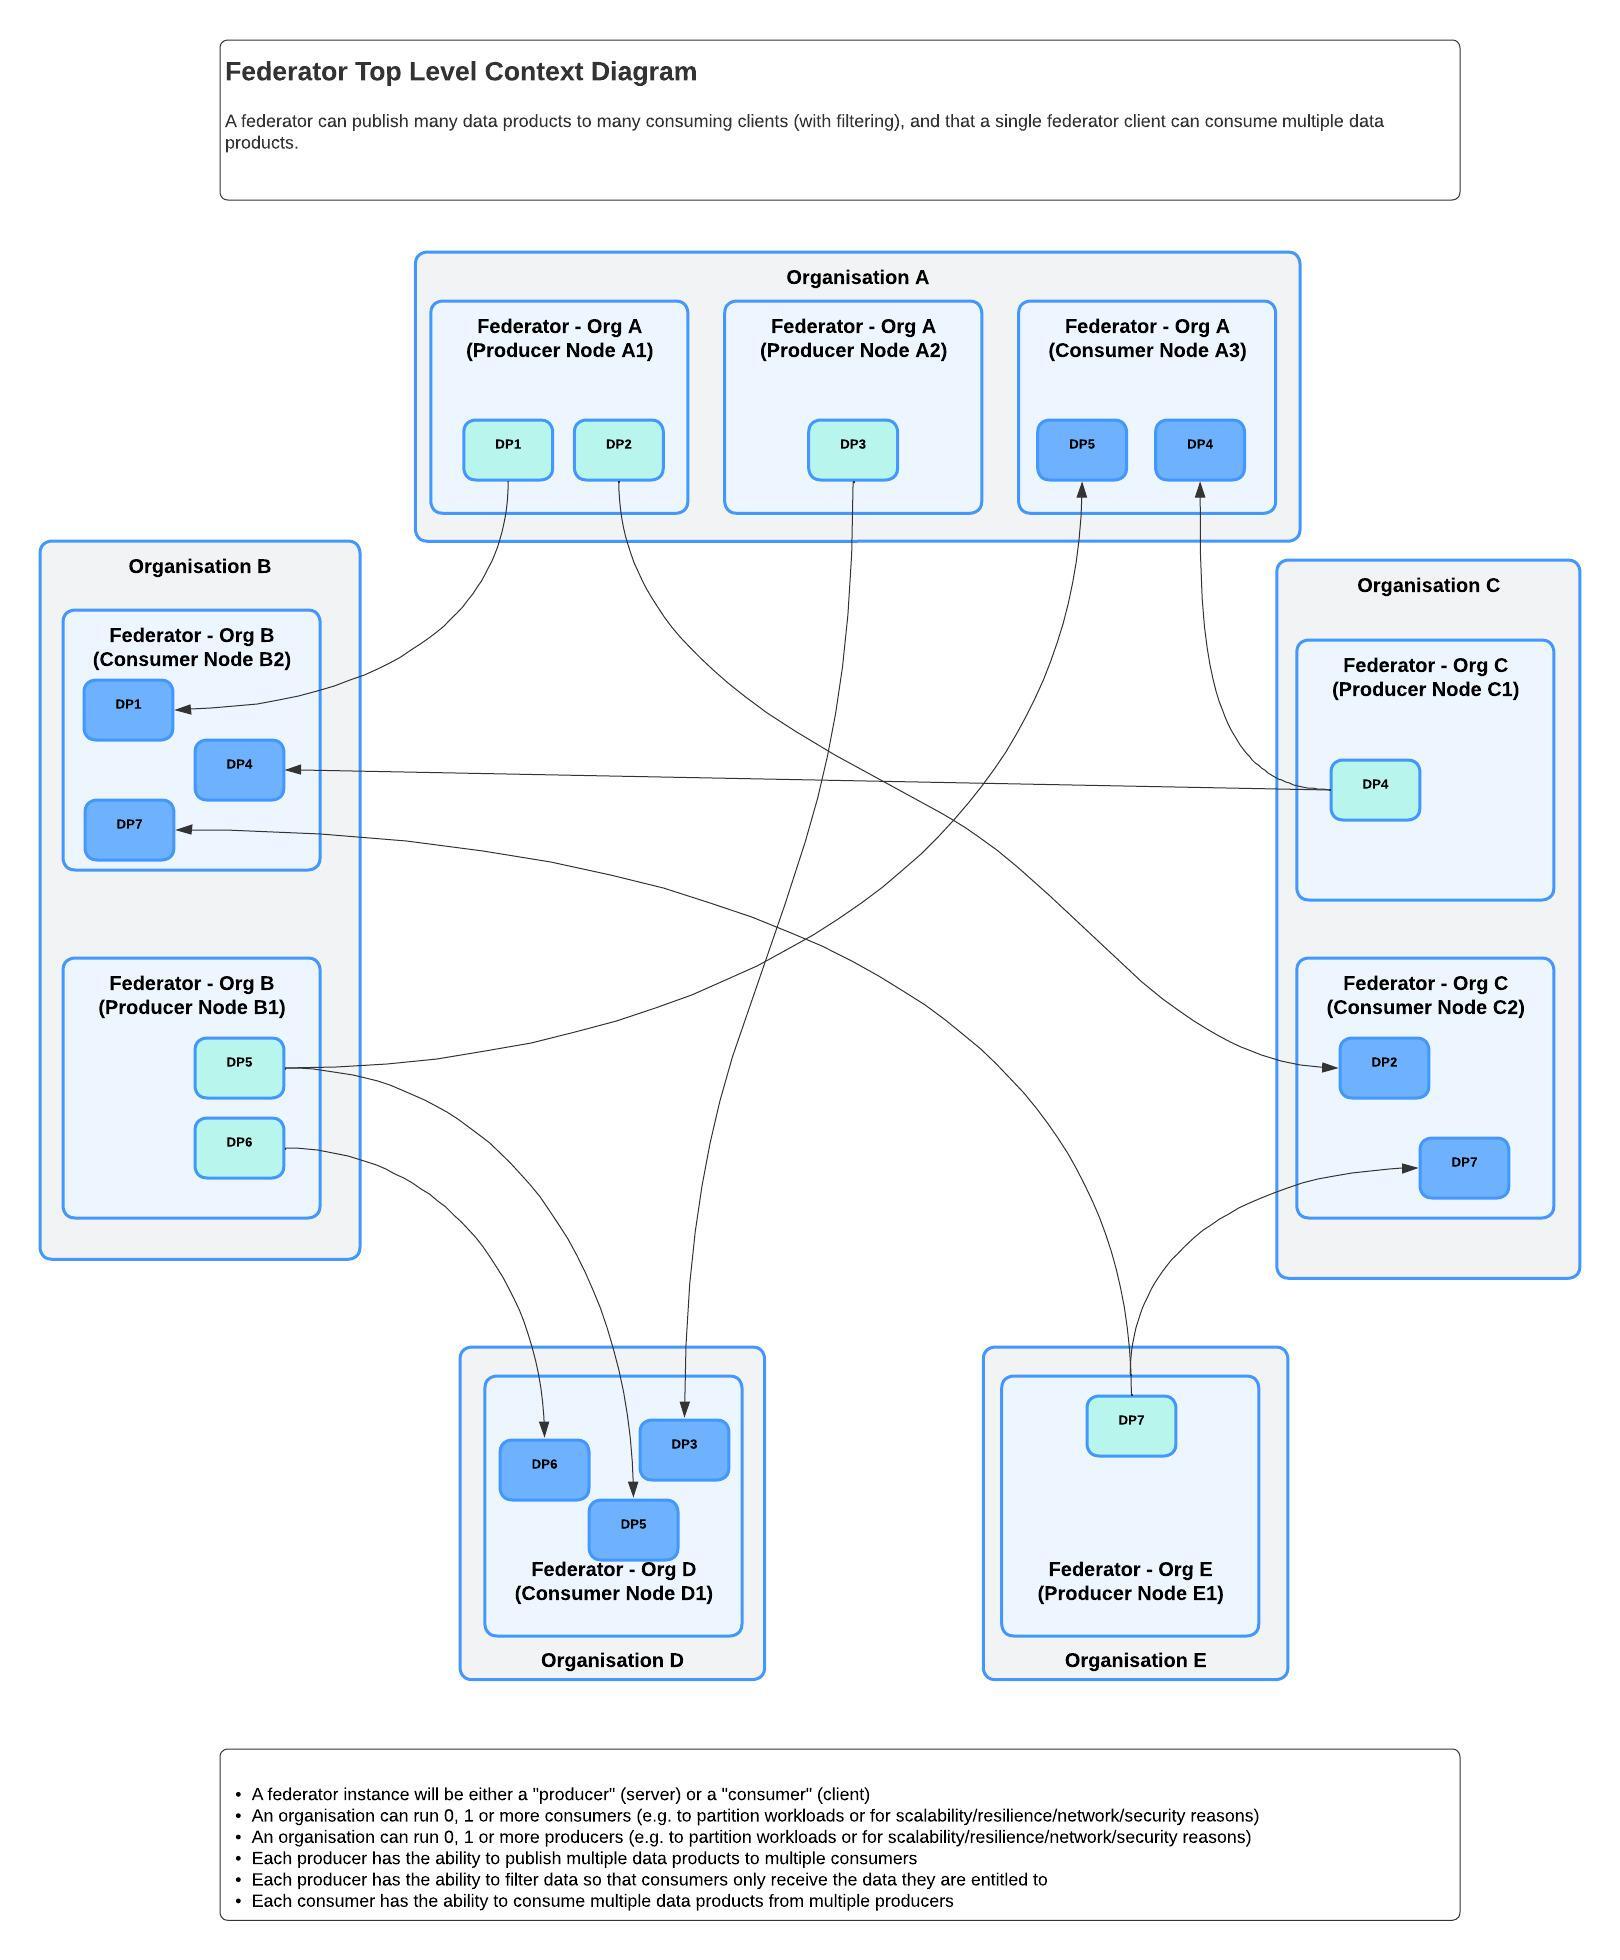 Federator Top Level Context Diagram
A federator can publish many data products to many consuming clients (with filtering), and that a single federator client can consume multiple data
products.
Organisation A
Federator - Org A
(Producer Node A1)
DP1
DP2
Federator - Org A
(Producer Node A2)
DP3
Federator - Org A
(Consumer Node A3)
DP5
DP4
Organisation B
Federator - Org B
(Consumer Node B2)
DP1
DP4
DP7
Federator - Org B
(Producer Node B1)
DP5
DP6
Organisation C
Federator - Org C
(Producer Node C1)
DP4
Federator - Org C
(Consumer Node C2)
DP2
DP7
DP3
DP6
DP5
Federator - Org D
(Consumer Node D1)
Organisation D
DP7
Federator - Org E
(Producer Node E1)
Organisation E
• A federator instance will be either a "producer" (server) or a "consumer" (client)
• An organisation can run 0, 1 or more consumers (e.g. to partition workloads or for scalability/resilience/network/security reasons)
• An organisation can run 0, 1 or more producers (e.g. to partition workloads or for scalability/resilience/network/security reasons)
• Each producer has the ability to publish multiple data products to multiple consumers
• Each producer has the ability to filter data so that consumers only receive the data they are entitled to
• Each consumer has the ability to consume multiple data products from multiple producers